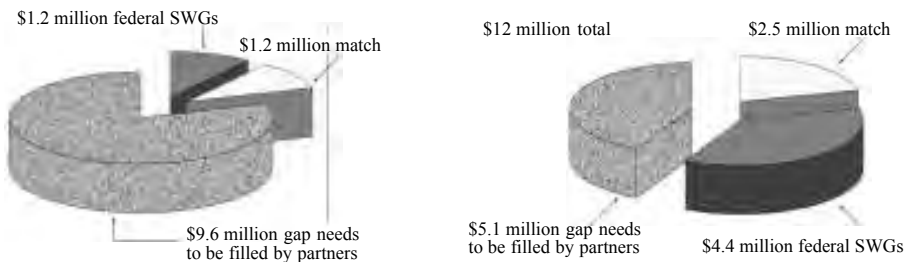 $1.2 million federal SWGs
$1.2 million match
$9.6 million gap needs
to be filled by partners
$12 million total
$2.5 million match
$5.1 million gap needs
to be filled by partners
$4.4 million federal SWGs